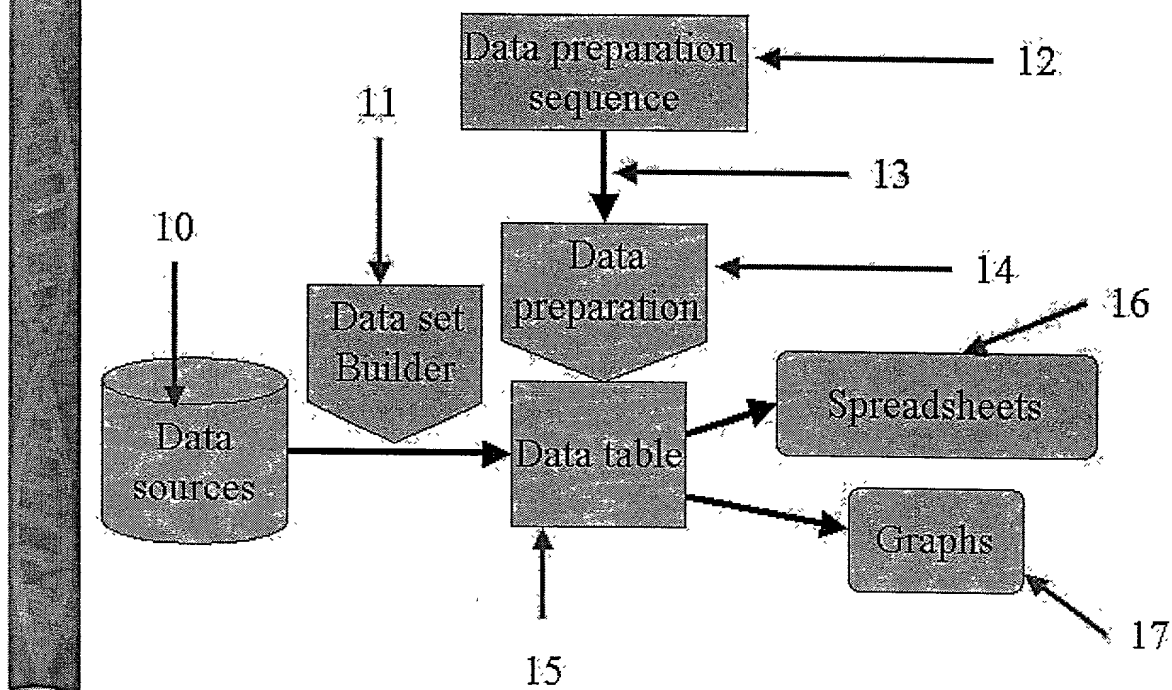 Data preparation
sequence
12
11
13
10
Data
preparation
14
16
Data set
Builder
Spreadsheets
Data
sources
Data table
Graphs
17
15